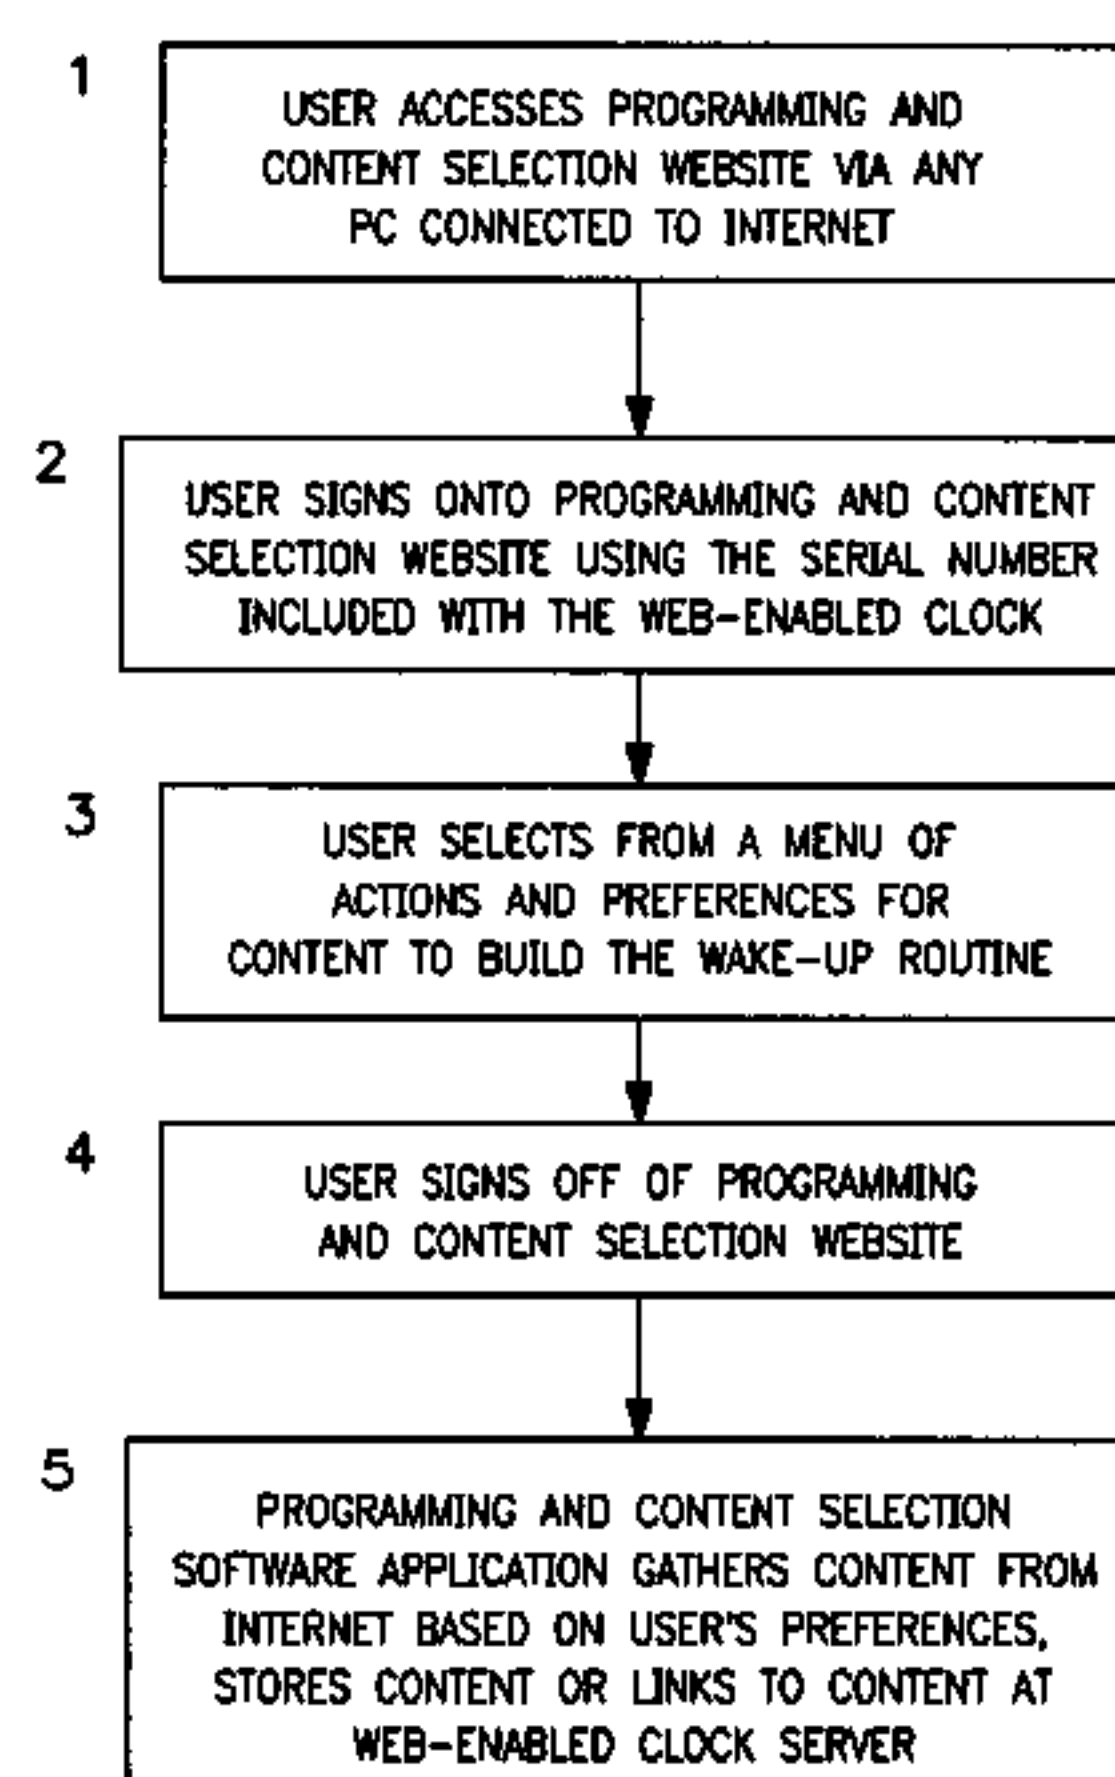 1
USER ACCESSES PROGRAMMING AND
CONTENT SELECTION WEBSITE VIA ANY
PC CONNECTED TO INTERNET
2
USER SIGNS ONTO PROGRAMMING AND CONTENT
SELECTION WEBSITE USING THE SERIAL NUMBER
INCLUDED WITH THE WEB-ENABLED CLOCK
3
USER SELECTS FROM A MENU OF
ACTIONS AND PREFERENCES FOR
CONTENT TO BUILD THE WAKE-UP ROUTINE
4
USER SIGNS OFF OF PROGRAMMING
AND CONTENT SELECTION WEBSITE
5
PROGRAMMING AND CONTENT SELECTION
SOFTWARE APPLICATION GATHERS CONTENT FROM
INTERNET BASED ON USER'S PREFERENCES,
STORES CONTENT OR LINKS TO CONTENT AT
WEB-ENABLED CLOCK SERVER